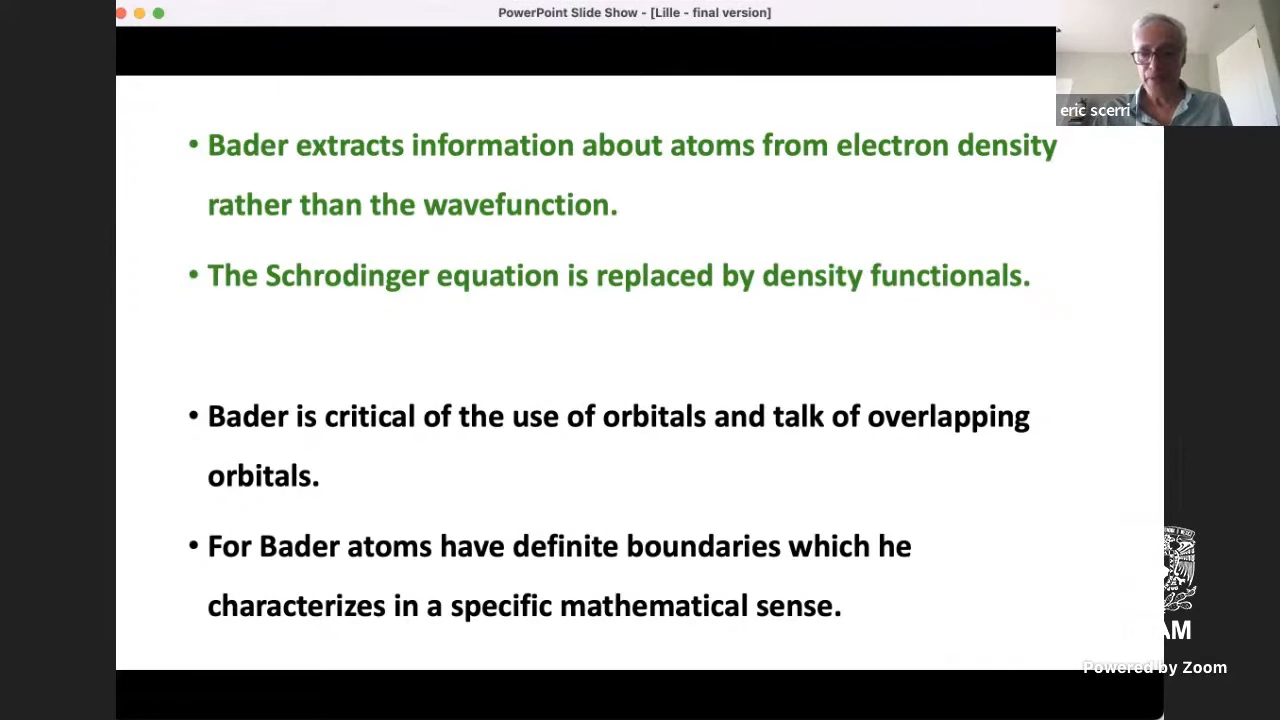 PowerPoint Slide Show - [Lille - final version]
eric scerri
• Bader extracts information about atoms from electron density
rather than the wavefunction.
• The Schrodinger equation is replaced by density functionals.
• Bader is critical of the use of orbitals and talk of overlapping
orbitals.
• For Bader atoms have definite boundaries which he
characterizes in a specific mathematical sense.
Powered by Zoom